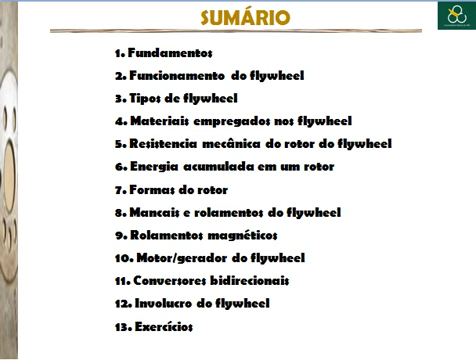 SUMÁRIO
1. Fundamentos
2. Funcionamento do flywheel
3. Tipos de flywheel
4. Materiais empregados nos flywheel
5. Resistencia mecânica do rotor do flywheel
6. Energia acumulada em um rotor
7. Formas do rotor
8. Mancais e rolamentos do flywheel
9. Rolamentos magnéticos
10. Motor/gerador do flywheel
11. Conversores bidirecionais
12. Involucro do flywheel
13. Exercícios